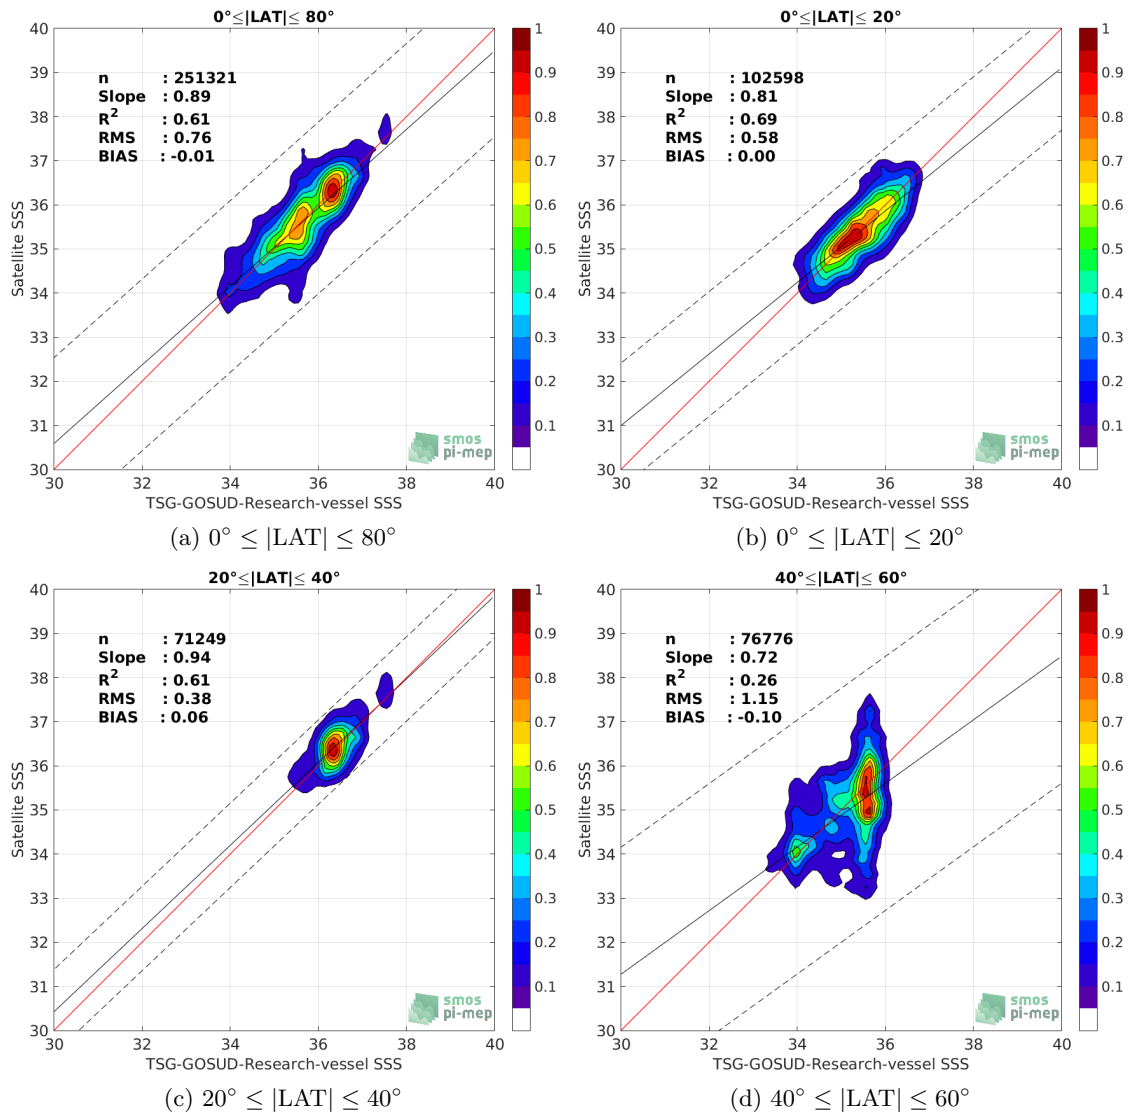 0°≤|LAT|≤ 80°
n : 251321
Slope : 0.89
R² : 0.61
RMS : 0.76
BIAS : -0.01
Satellite SSS
40
39
38
37
36
35
34
33
32
31
30
30 32 34 36 38 40
TSG-GOSUD-Research-vessel SSS
1
0.9
0.8
0.7
0.6
0.5
0.4
0.3
0.2
0.1
smos
pi-mep
(a) 0° ≤ |LAT| ≤ 80°
0°≤|LAT|≤ 20°
n : 102598
Slope : 0.81
R² : 0.69
RMS : 0.58
BIAS : 0.00
Satellite SSS
40
39
38
37
36
35
34
33
32
31
30
30 32 34 36 38 40
TSG-GOSUD-Research-vessel SSS
1
0.9
0.8
0.7
0.6
0.5
0.4
0.3
0.2
0.1
smos
pi-mep
(b) 0° ≤ |LAT| ≤ 20°
20°≤|LAT|≤ 40°
n : 71249
Slope : 0.94
R² : 0.61
RMS : 0.38
BIAS : 0.06
Satellite SSS
40
39
38
37
36
35
34
33
32
31
30
30 32 34 36 38 40
TSG-GOSUD-Research-vessel SSS
1
0.9
0.8
0.7
0.6
0.5
0.4
0.3
0.2
0.1
smos
pi-mep
(c) 20° ≤ |LAT| ≤ 40°
40°≤|LAT|≤ 60°
n : 76776
Slope : 0.72
R² : 0.26
RMS : 1.15
BIAS : -0.10
Satellite SSS
40
39
38
37
36
35
34
33
32
31
30
30 32 34 36 38 40
TSG-GOSUD-Research-vessel SSS
1
0.9
0.8
0.7
0.6
0.5
0.4
0.3
0.2
0.1
smos
pi-mep
(d) 40° ≤ |LAT| ≤ 60°